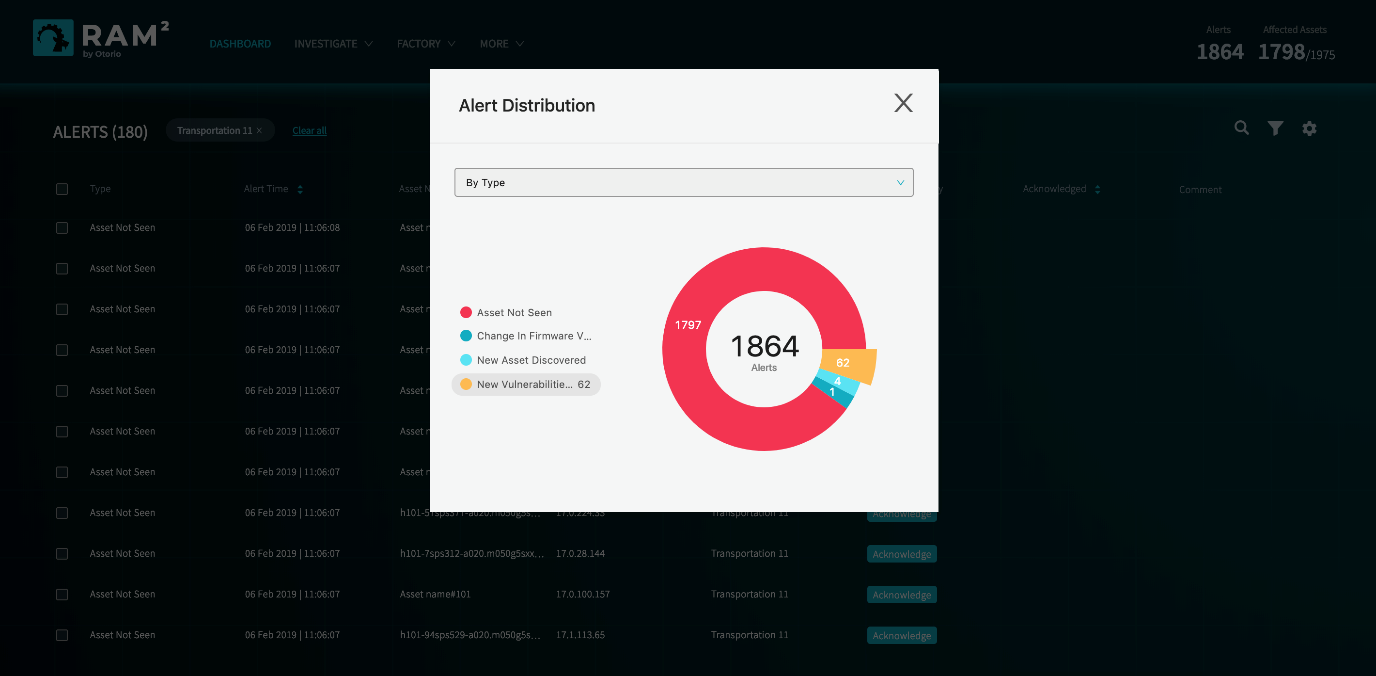 RAM²
by Otorio
DASHBOARD INVESTIGATE FACTORY MORE
Alerts Affected Assets
1864 1798/1975
ALERTS (180) Transportation 11 × Clear all
Alert Distribution
By Type
Asset Not Seen
Change In Firmware V...
New Asset Discovered
New Vulnerabilitie... 62
1797
62
4
1
1864
Alerts
Type Alert Time Acknowledged Comment
Asset Not Seen 06 Feb 2019 | 11:06:08
Asset Not Seen 06 Feb 2019 | 11:06:07
Asset Not Seen 06 Feb 2019 | 11:06:07
Asset Not Seen 06 Feb 2019 | 11:06:07
Asset Not Seen 06 Feb 2019 | 11:06:07
Asset Not Seen 06 Feb 2019 | 11:06:07
Asset Not Seen 06 Feb 2019 | 11:06:07
Asset Not Seen 06 Feb 2019 | 11:06:07 Transportation 11 Acknowledge
Asset Not Seen 06 Feb 2019 | 11:06:07 h101-7sps312-a020.m050g5sxx... 17.0.28.144 Transportation 11 Acknowledge
Asset Not Seen 06 Feb 2019 | 11:06:07 Asset name#101 17.0.100.157 Transportation 11 Acknowledge
Asset Not Seen 06 Feb 2019 | 11:06:07 h101-94sps529-a020.m050g5s... 17.1.113.65 Transportation 11 Acknowledge